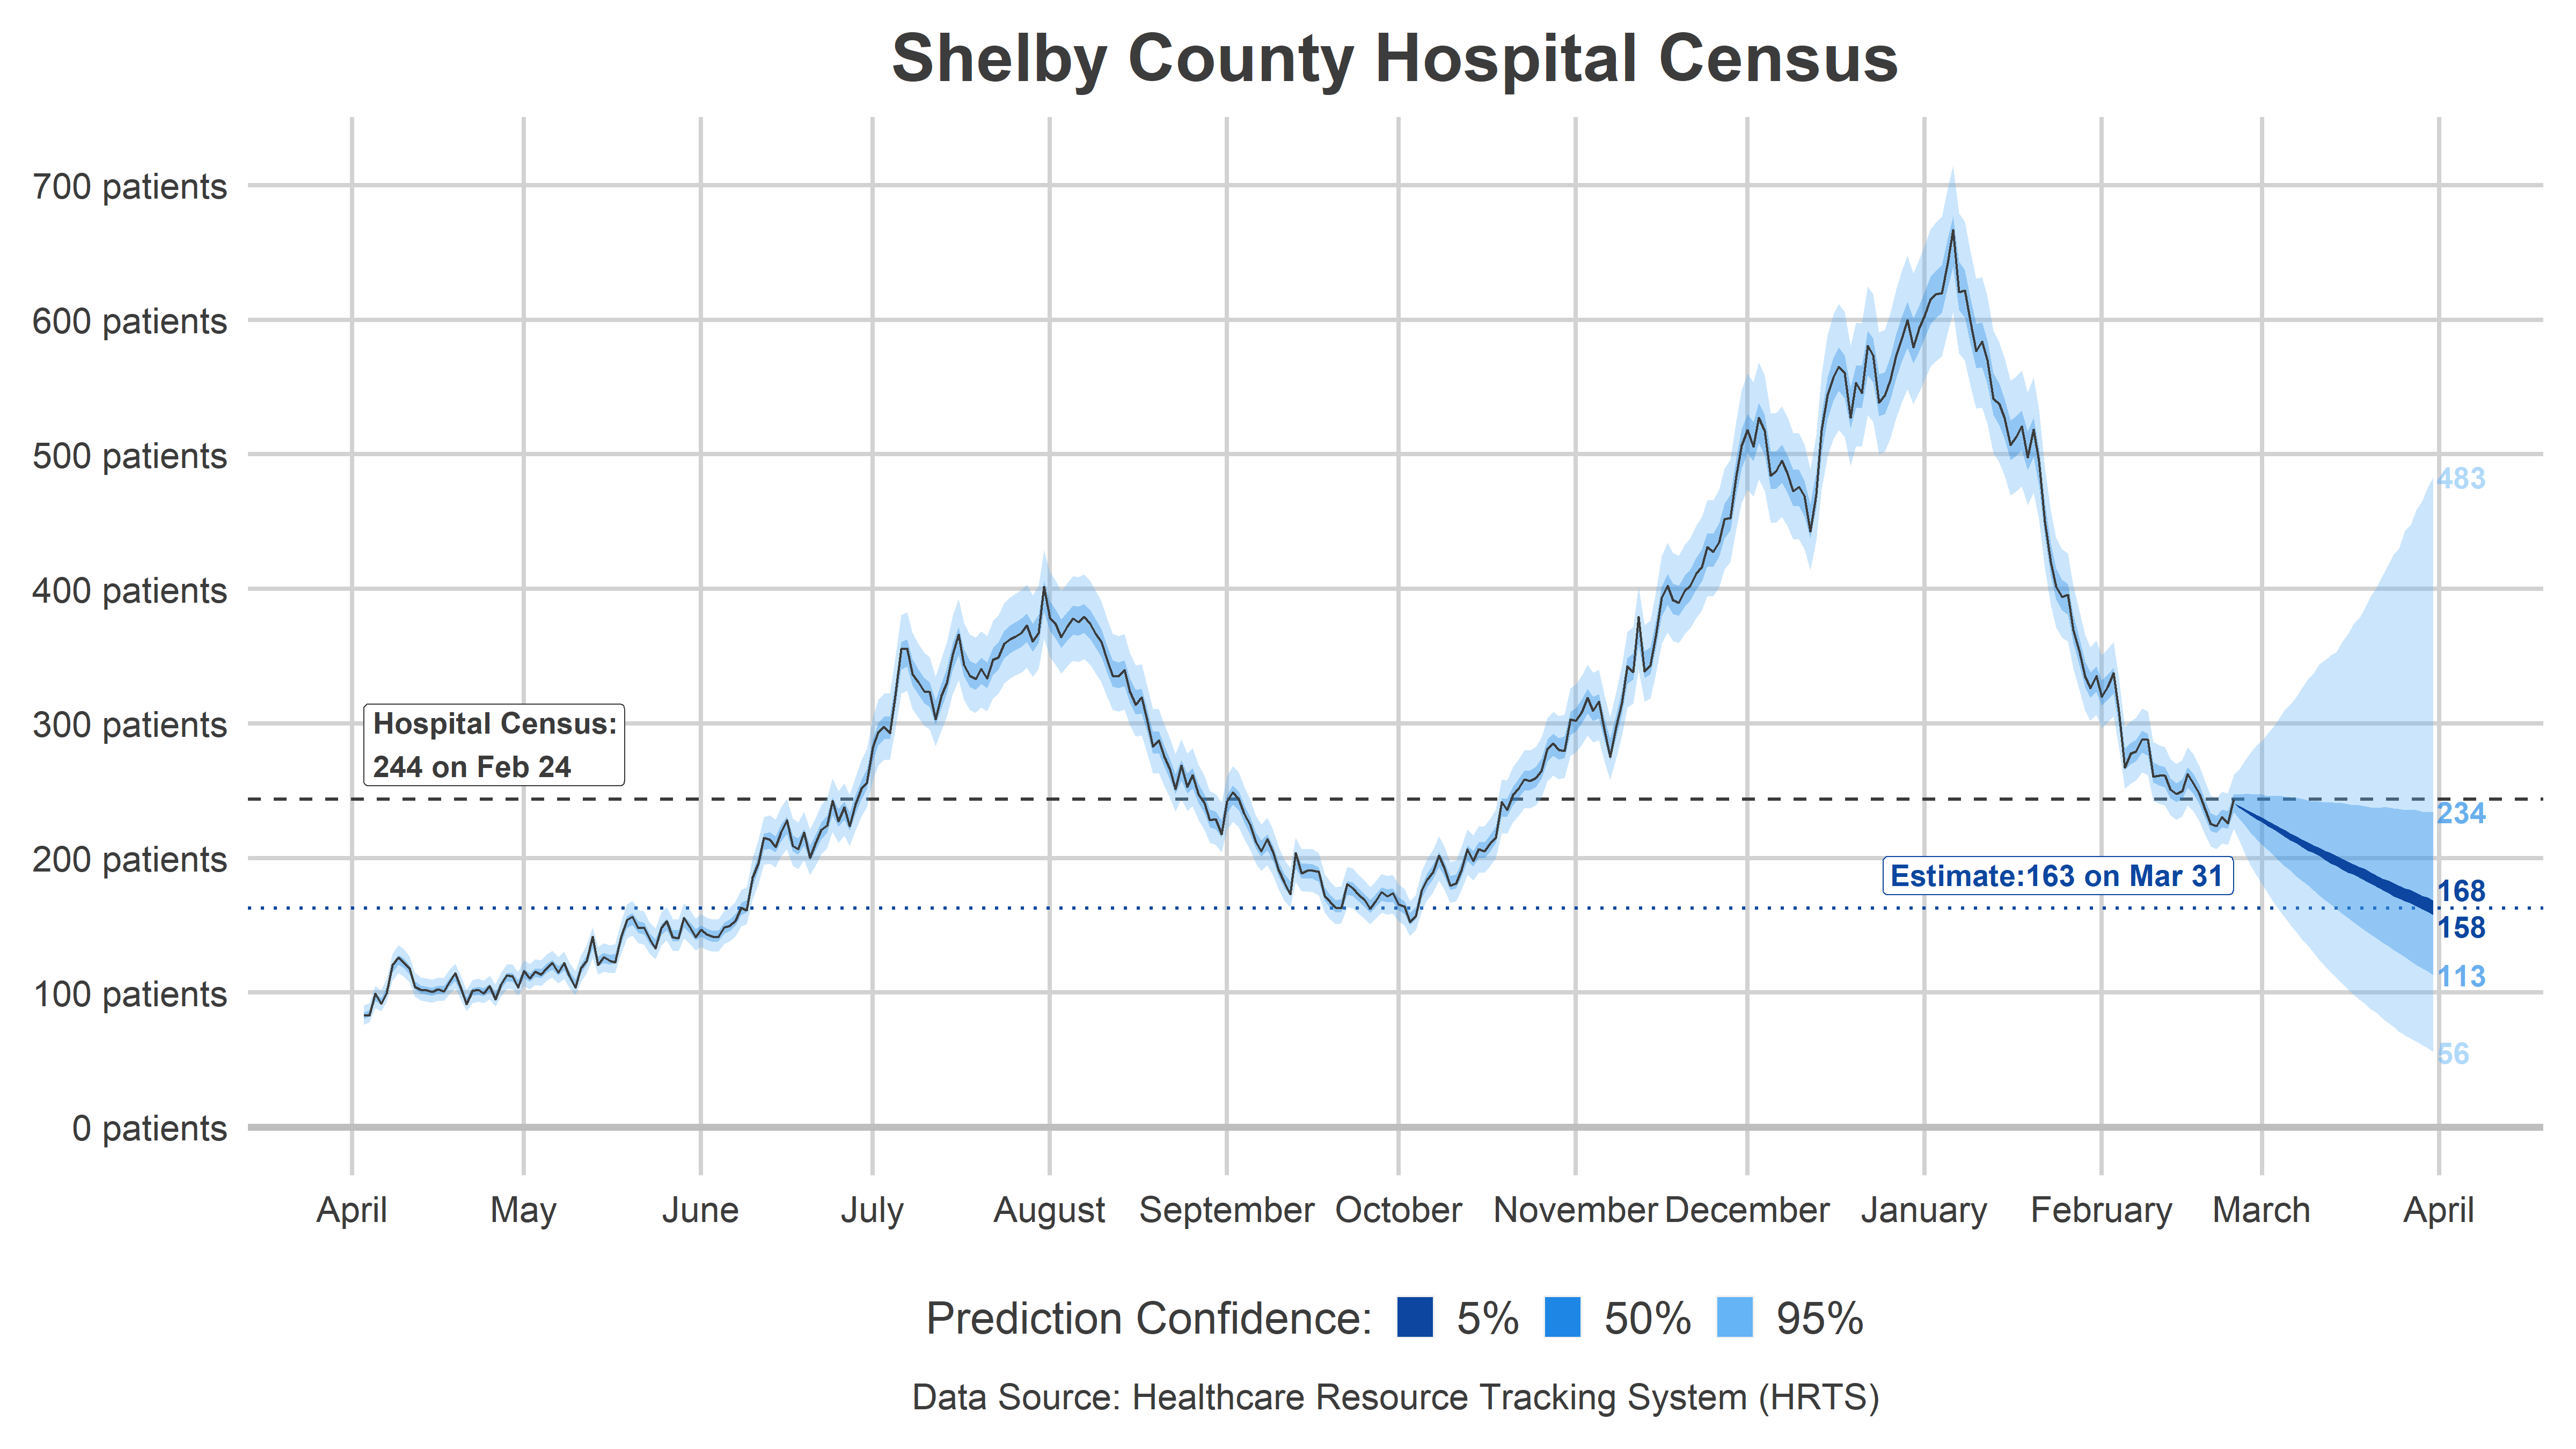 Shelby County Hospital Census
700 patients
600 patients
500 patients
400 patients
300 patients
200 patients
100 patients
0 patients
Hospital Census:
244 on Feb 24
Estimate:163 on Mar 31
483
234
168
158
113
56
April May June July August September October November December January February March April
Prediction Confidence: 5% 50% 95%
Data Source: Healthcare Resource Tracking System (HRTS)